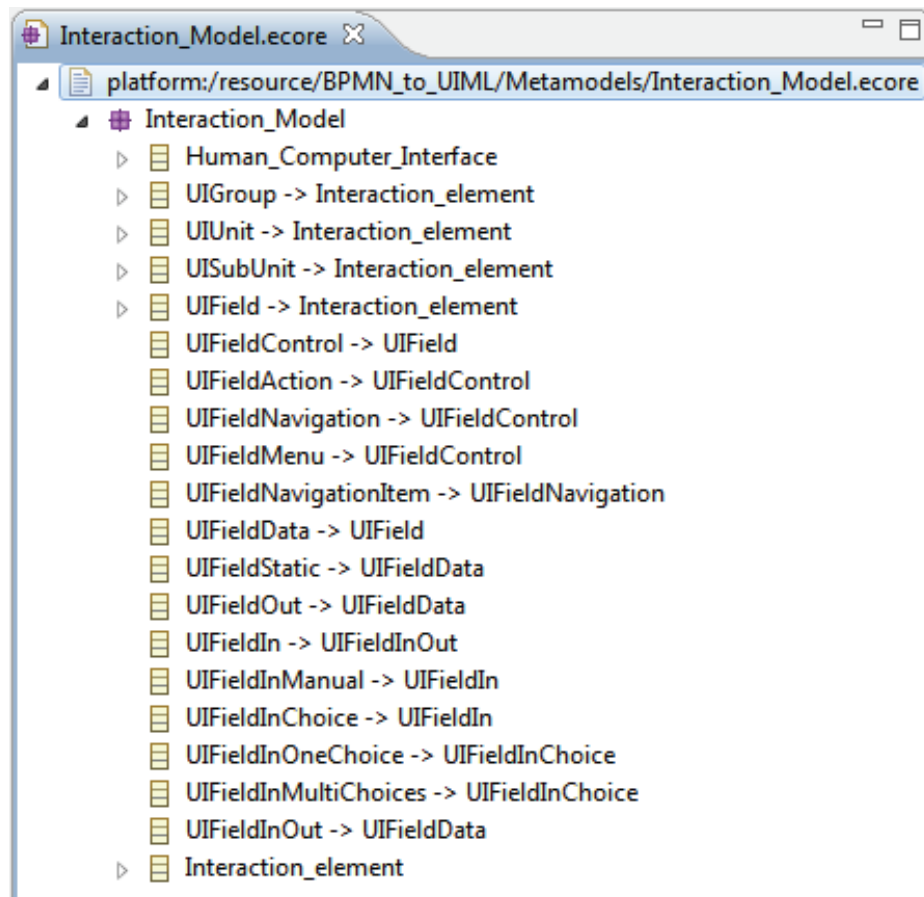 Interaction_Model.ecore
platform:/resource/BPMN_to_UIML/Metamodels/Interaction_Model.ecore
Interaction_Model
Human_Computer_Interface
UIGroup -> Interaction_element
UIUnit -> Interaction_element
UISubUnit -> Interaction_element
UIField -> Interaction_element
UIFieldControl -> UIField
UIFieldAction -> UIFieldControl
UIFieldNavigation -> UIFieldControl
UIFieldMenu -> UIFieldControl
UIFieldNavigationItem -> UIFieldNavigation
UIFieldData -> UIField
UIFieldStatic -> UIFieldData
UIFieldOut -> UIFieldData
UIFieldIn -> UIFieldInOut
UIFieldInManual -> UIFieldIn
UIFieldInChoice -> UIFieldIn
UIFieldInOneChoice -> UIFieldInChoice
UIFieldInMultiChoices -> UIFieldInChoice
UIFieldInOut -> UIFieldData
Interaction_element